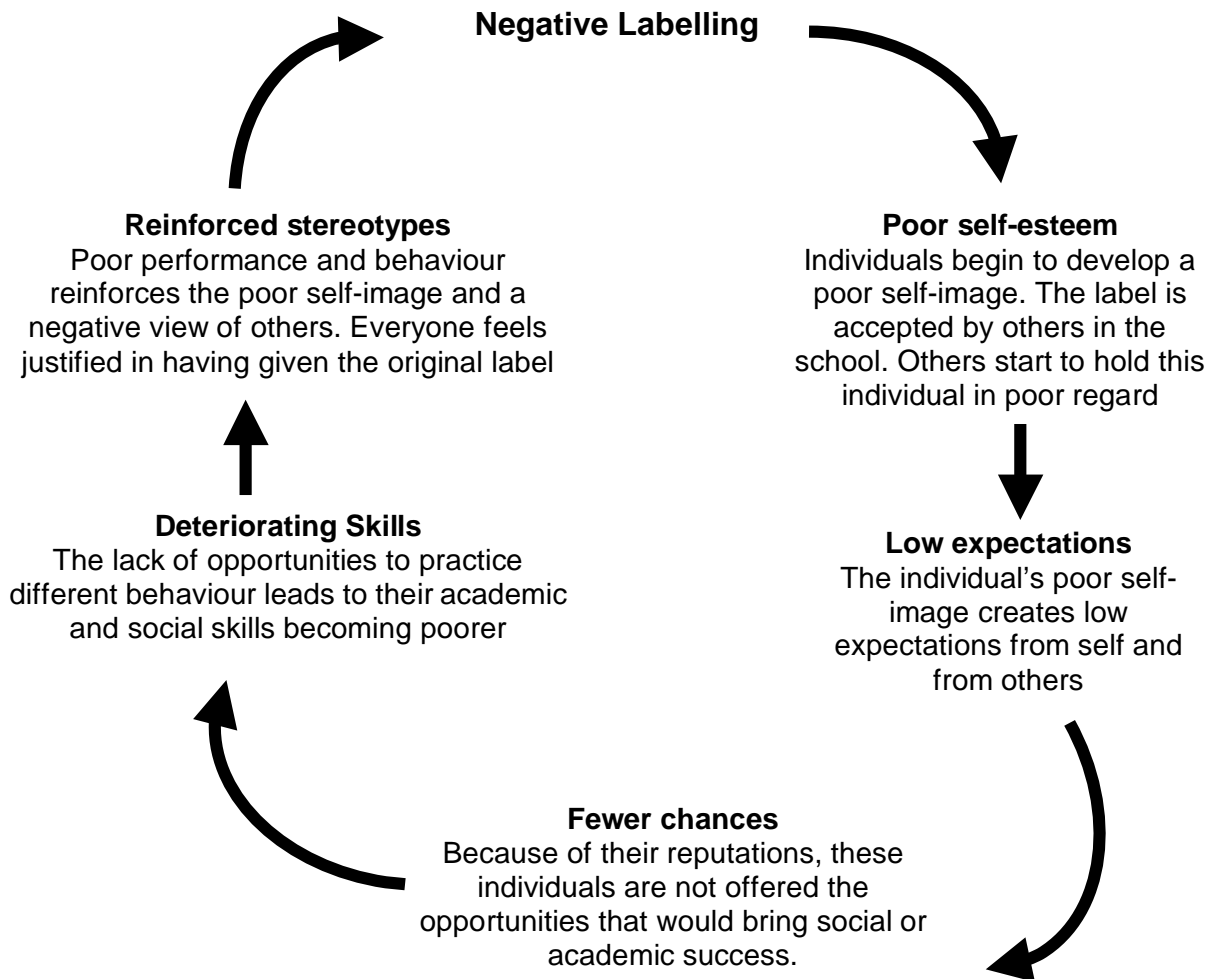 Negative Labelling
Poor self-esteem
Individuals begin to develop a
poor self-image. The label is
accepted by others in the
school. Others start to hold this
individual in poor regard
Low expectations
The individual's poor self-
image creates low
expectations from self and
from others
Fewer chances
Because of their reputations, these
individuals are not offered the
opportunities that would bring social or
academic success.
Deteriorating Skills
The lack of opportunities to practice
different behaviour leads to their academic
and social skills becoming poorer
Reinforced stereotypes
Poor performance and behaviour
reinforces the poor self-image and a
negative view of others. Everyone feels
justified in having given the original label